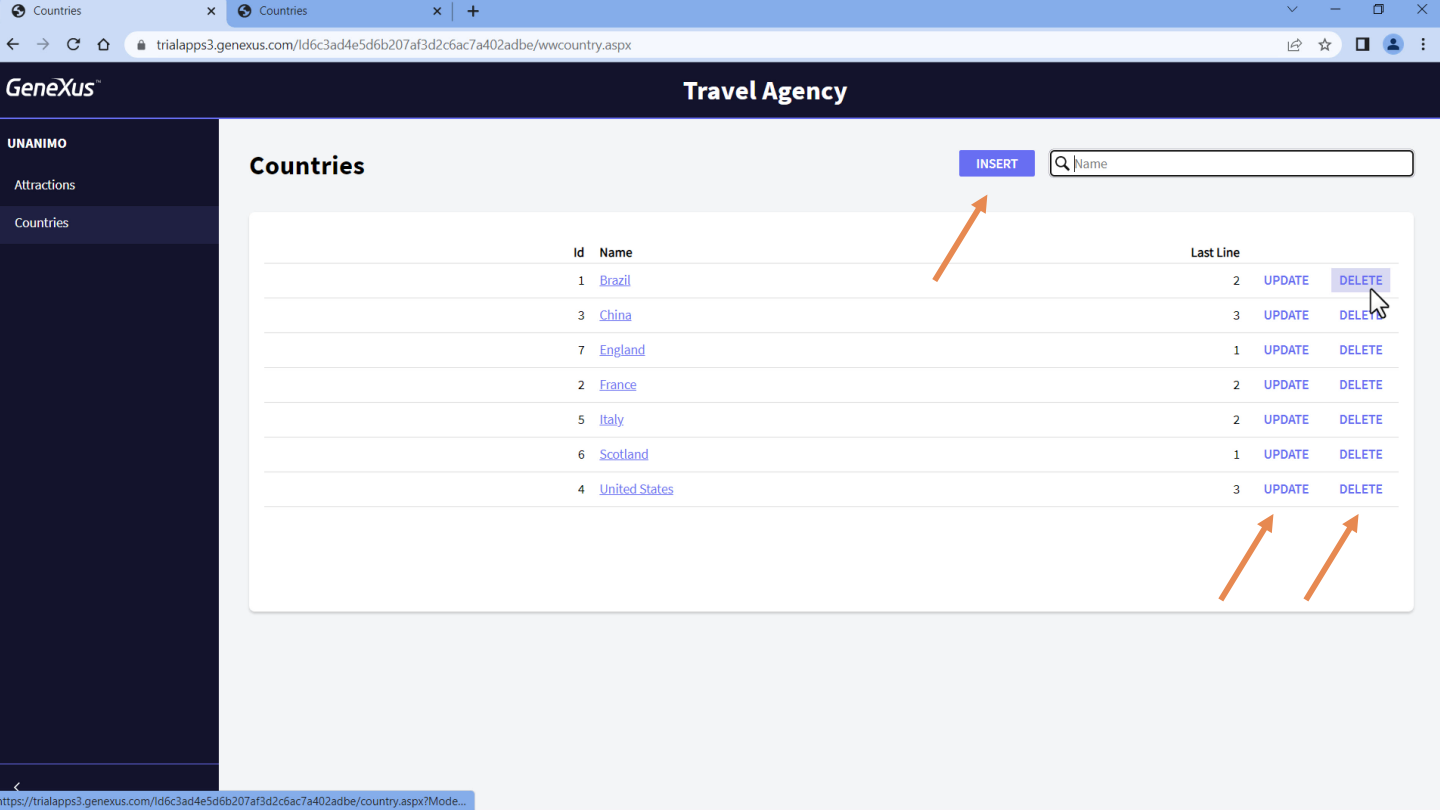 Countries
Countries
trialapps3.genexus.com/Id6c3ad4e5d6b207af3d2c6ac7a402adbe/wwcountry.aspx
GeneXus™
Travel Agency
UNANIMO
Attractions
Countries
Countries
INSERT
Name
Id Name Last Line
1 Brazil 2 UPDATE DELETE
3 China 3 UPDATE DELETE
7 England 1 UPDATE DELETE
2 France 2 UPDATE DELETE
5 Italy 2 UPDATE DELETE
6 Scotland 1 UPDATE DELETE
4 United States 3 UPDATE DELETE
https://trialapps3.genexus.com/Id6c3ad4e5d6b207af3d2c6ac7a402adbe/country.aspx?Mode...